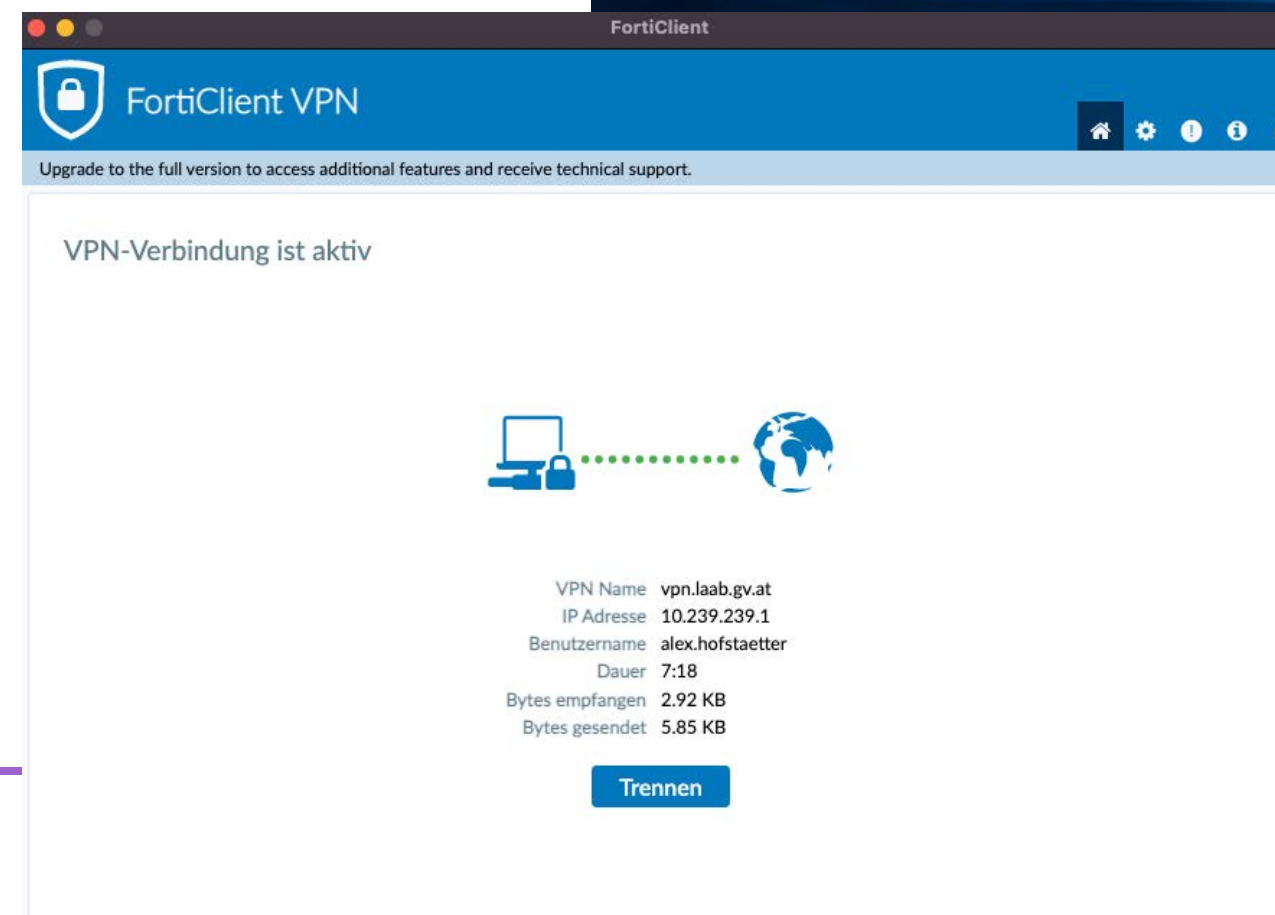 FortiClient
FortiClient VPN
Upgrade to the full version to access additional features and receive technical support.
VPN-Verbindung ist aktiv
VPN Name vpn.laab.gv.at
IP Adresse 10.239.239.1
Benutzername alex.hofstaetter
Dauer 7:18
Bytes empfangen 2.92 KB
Bytes gesendet 5.85 KB
Trennen